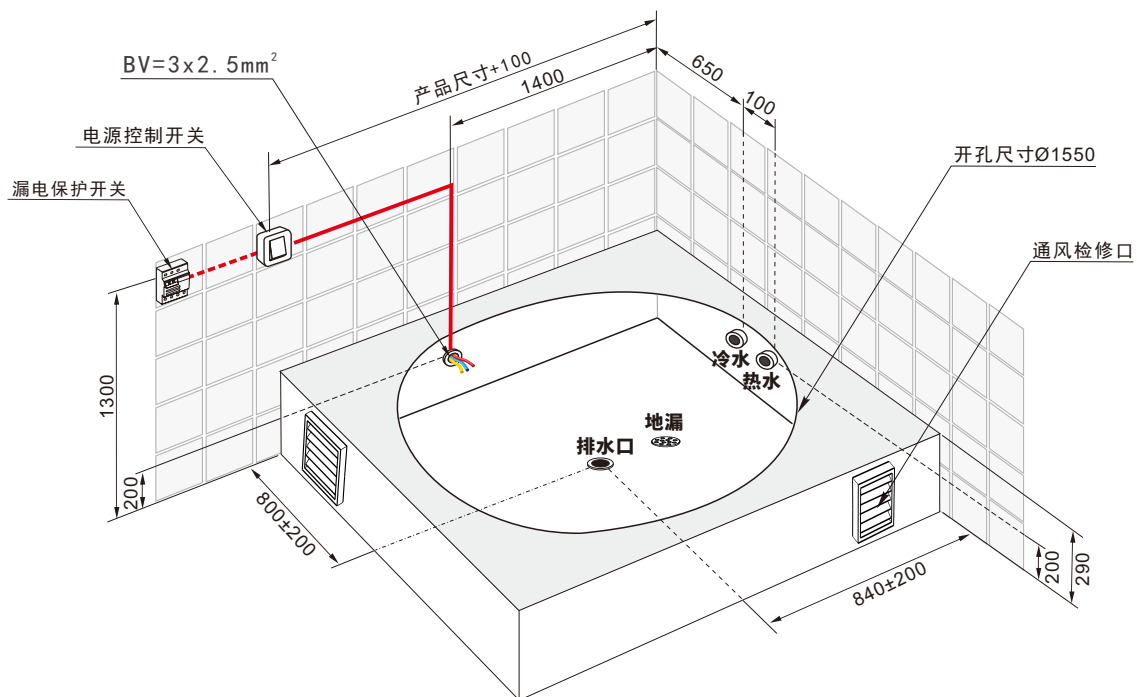 产品尺寸+100
BV=3x2.5mm²
1400
650
100
电源控制开关
开孔尺寸Ø1550
漏电保护开关
通风检修口
冷水
热水
1300
地漏
排水口
200
800±200
840±200
200
290